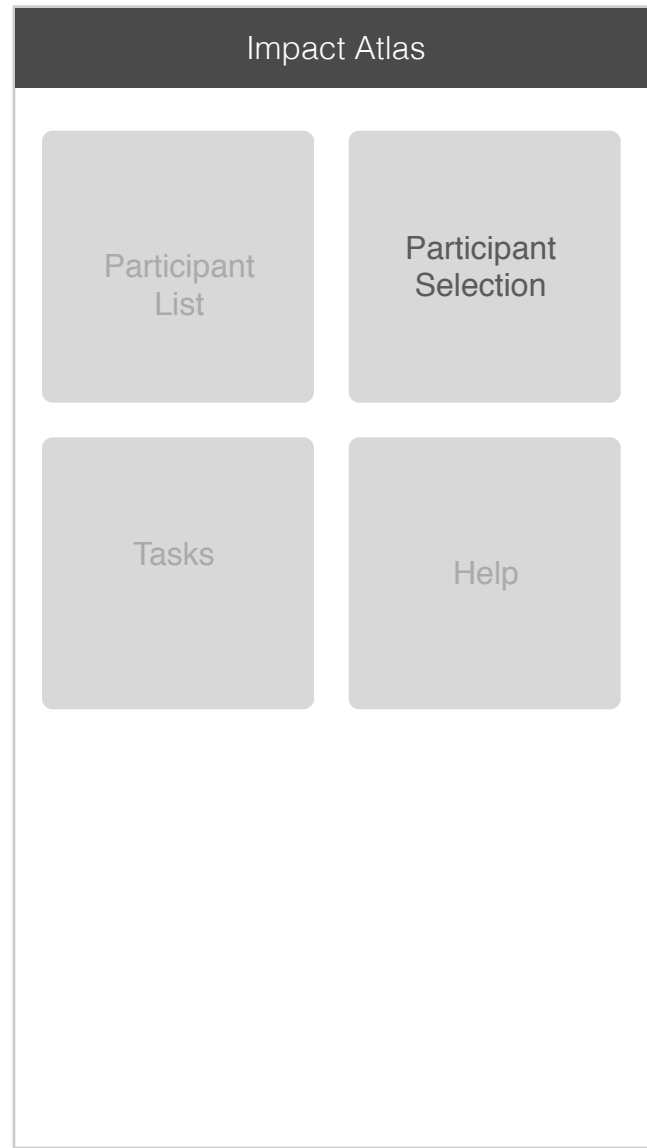 Impact Atlas
Participant
List
Participant
Selection
Tasks
Help